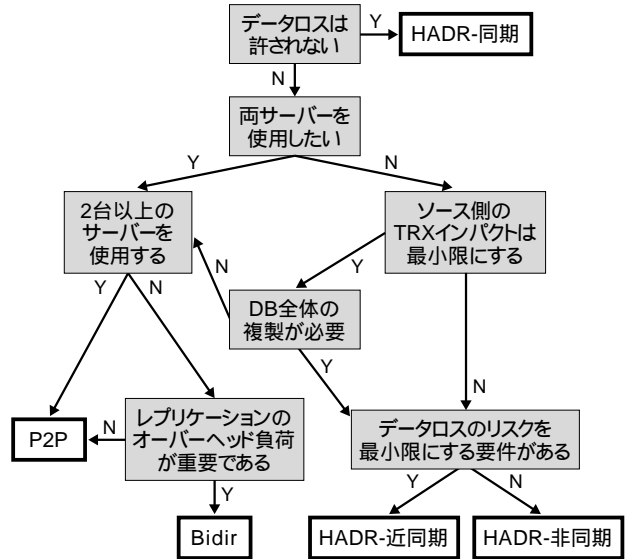 データロスは
許されない
Y
HADR-同期
N
両サーバーを
使用したい
Y
N
2台以上の
サーバーを
使用する
ソース側の
TRXインパクトは
最小限にする
N
Y
Y
N
DB全体の
複製が必要
Y
N
P2P
N
レプリケーションの
オーバーヘッド負荷
が重要である
データロスのリスクを
最小限にする要件がある
Y
Y
N
Bidir
HADR-近同期
HADR-非同期